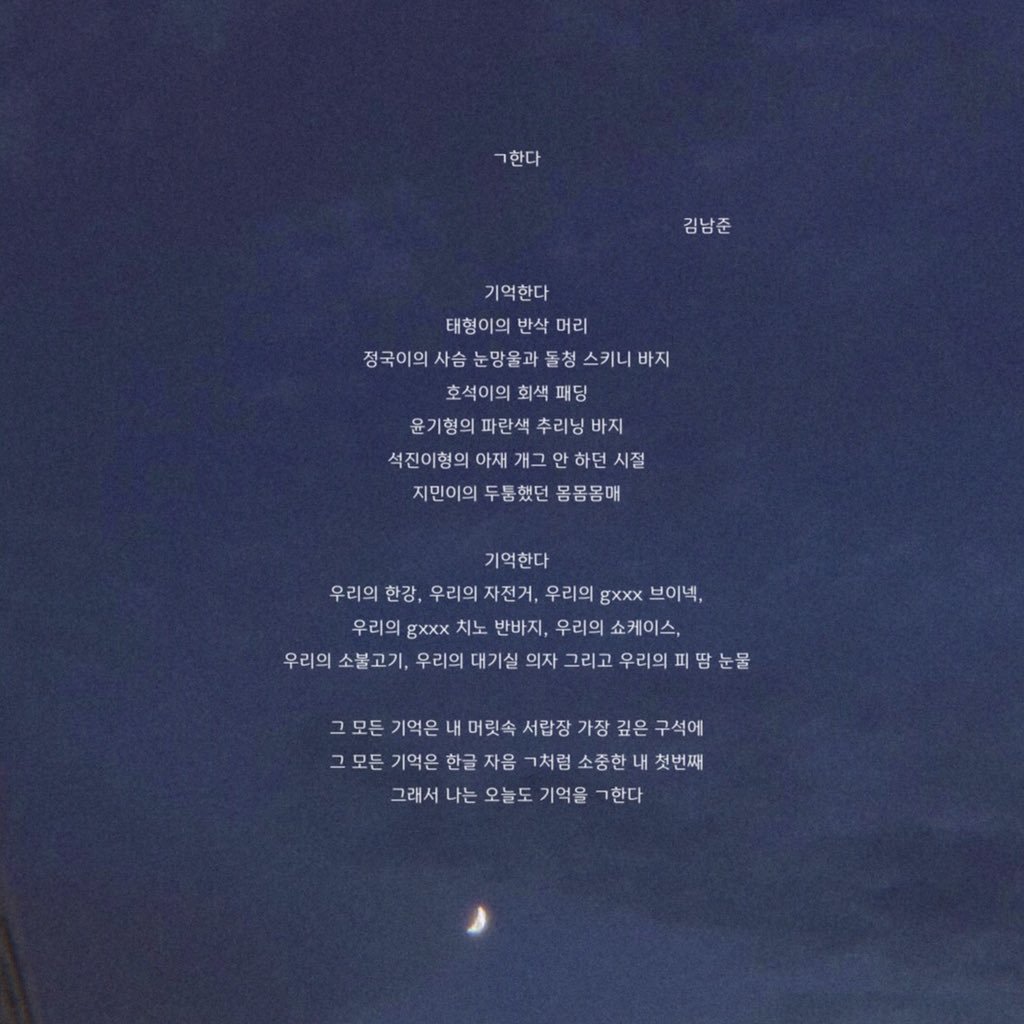 ㄱ한다
김남준
기억한다
태형이의 반삭 머리
정국이의 사슴 눈망울과 돌청 스키니 바지
호석이의 회색 패딩
윤기형의 파란색 추리닝 바지
석진이형의 아재 개그 안 하던 시절
지민이의 두툼했던 몸몸몸매
기억한다
우리의 한강, 우리의 자전거, 우리의 gxxx 브이넥,
우리의 gxxx 치노 반바지, 우리의 쇼케이스,
우리의 소불고기, 우리의 대기실 의자 그리고 우리의 피 땀 눈물
그 모든 기억은 내 머릿속 서랍장 가장 깊은 구석에
그 모든 기억은 한글 자음 ㄱ처럼 소중한 내 첫번째
그래서 나는 오늘도 기억을 ㄱ한다